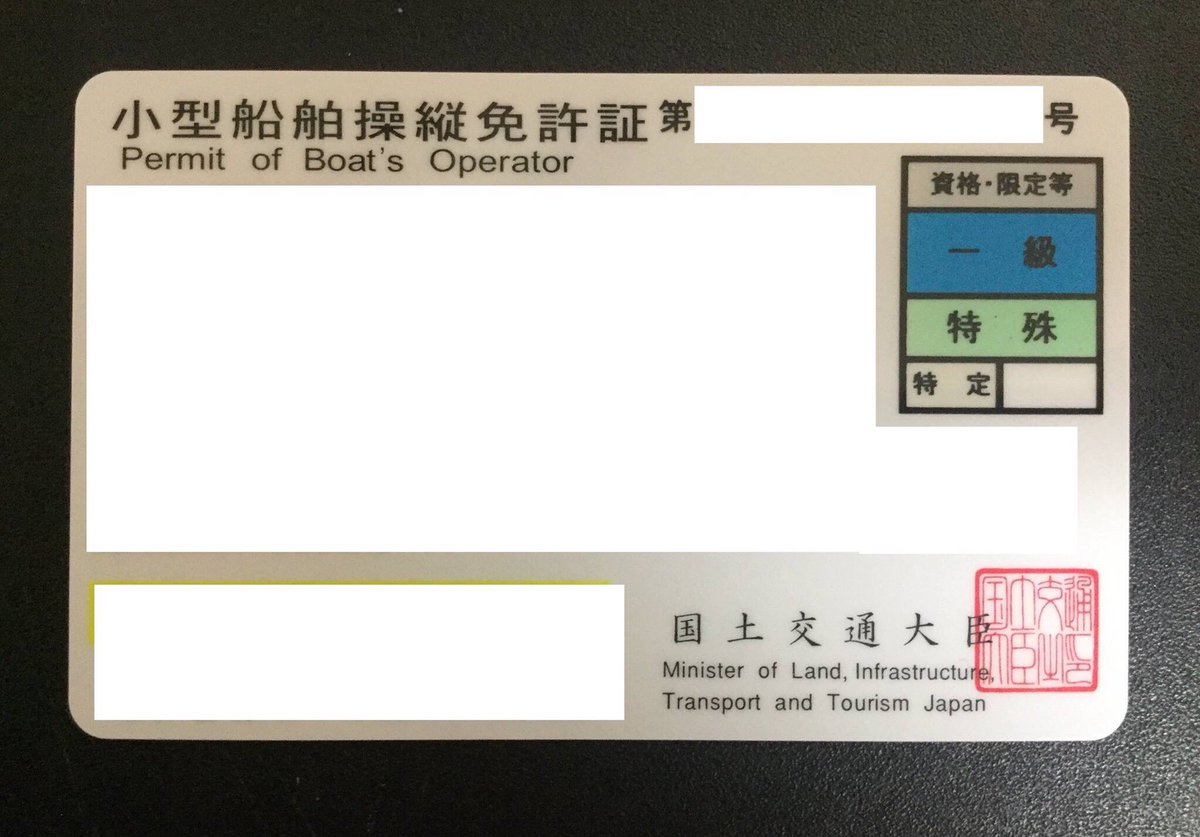 小型船舶操縦免許証 第 号
Permit of Boat's Operator
資格・限定等
一 級
特 殊
特 定
国土交通大臣
Minister of Land, Infrastructure,
Transport and Tourism Japan